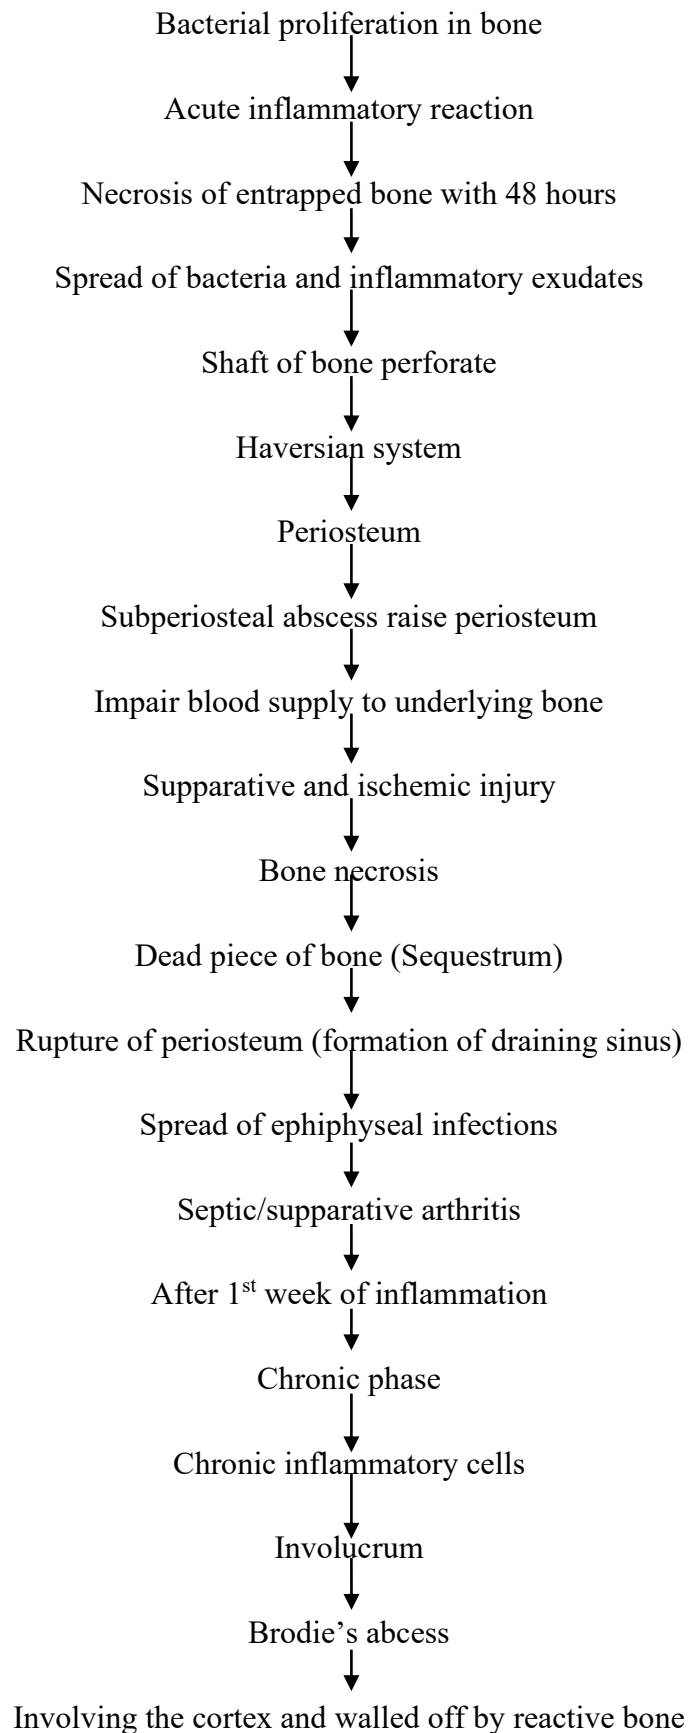 Bacterial proliferation in bone
Acute inflammatory reaction
Necrosis of entrapped bone with 48 hours
Spread of bacteria and inflammatory exudates
Shaft of bone perforate
Haversian system
Periosteum
Subperiosteal abscess raise periosteum
Impair blood supply to underlying bone
Supparative and ischemic injury
Bone necrosis
Dead piece of bone (Sequestrum)
Rupture of periosteum (formation of draining sinus)
Spread of ephiphyseal infections
Septic/supparative arthritis
After 1st week of inflammation
Chronic phase
Chronic inflammatory cells
Involucrum
Brodie’s abcess
Involving the cortex and walled off by reactive bone